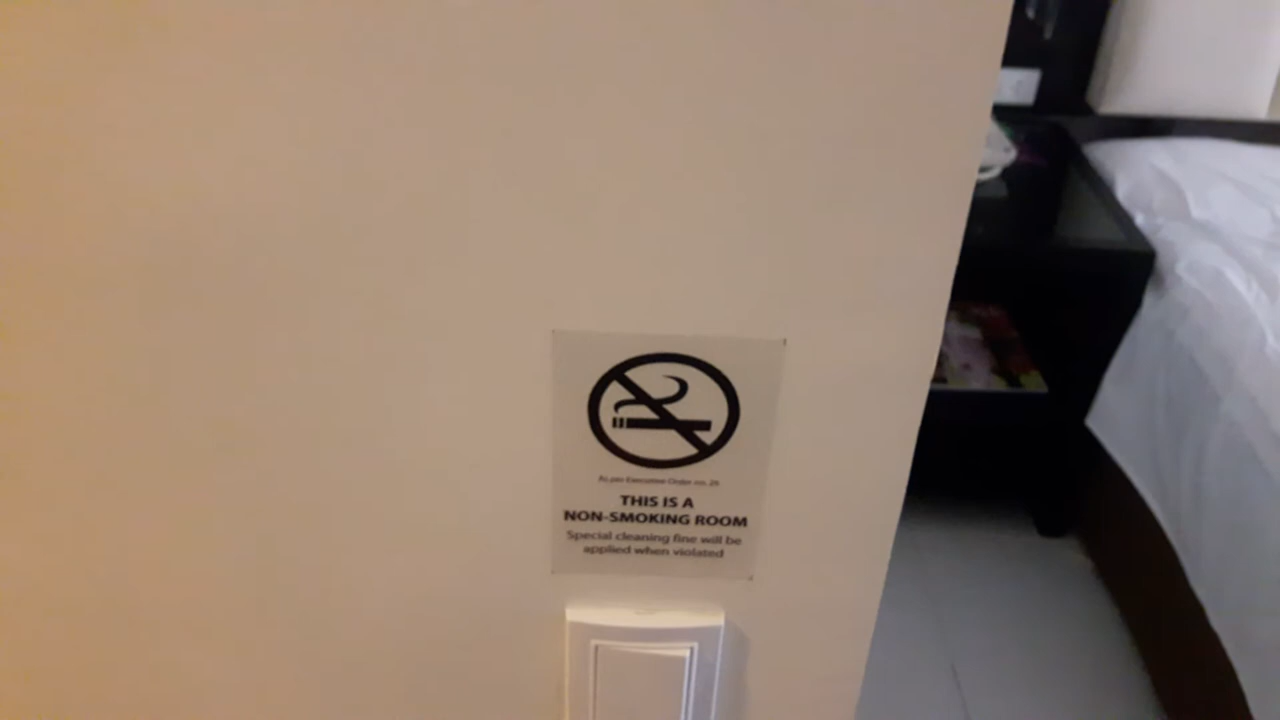 As per Executive Order no. 26
THIS IS A
NON-SMOKING ROOM
Special cleaning fine will be
applied when violated